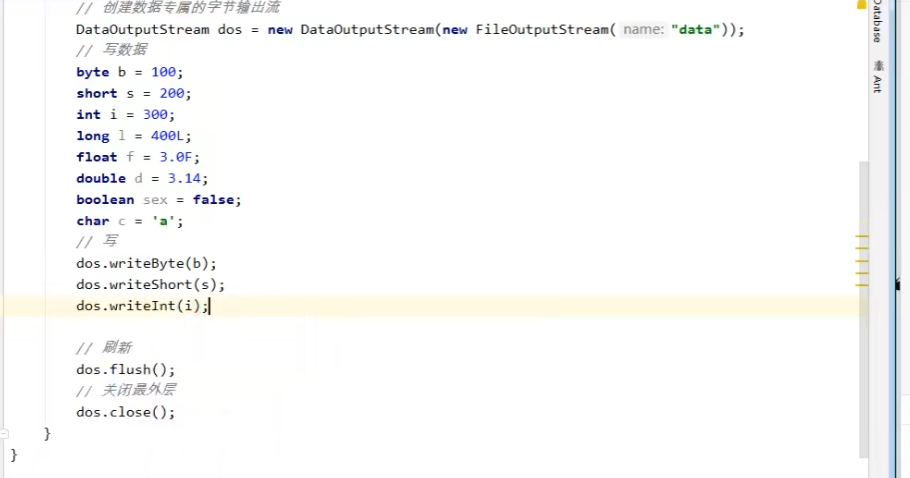 // 创建数据专属的字节输出流
DataOutputStream dos = new DataOutputStream(new FileOutputStream( name: "data"));
// 写数据
byte b = 100;
short s = 200;
int i = 300;
long l = 400L;
float f = 3.0F;
double d = 3.14;
boolean sex = false;
char c = 'a';
// 写
dos.writeByte(b);
dos.writeShort(s);
dos.writeInt(i);
// 刷新
dos.flush();
// 关闭最外层
dos.close();
}
}
Database
Ant